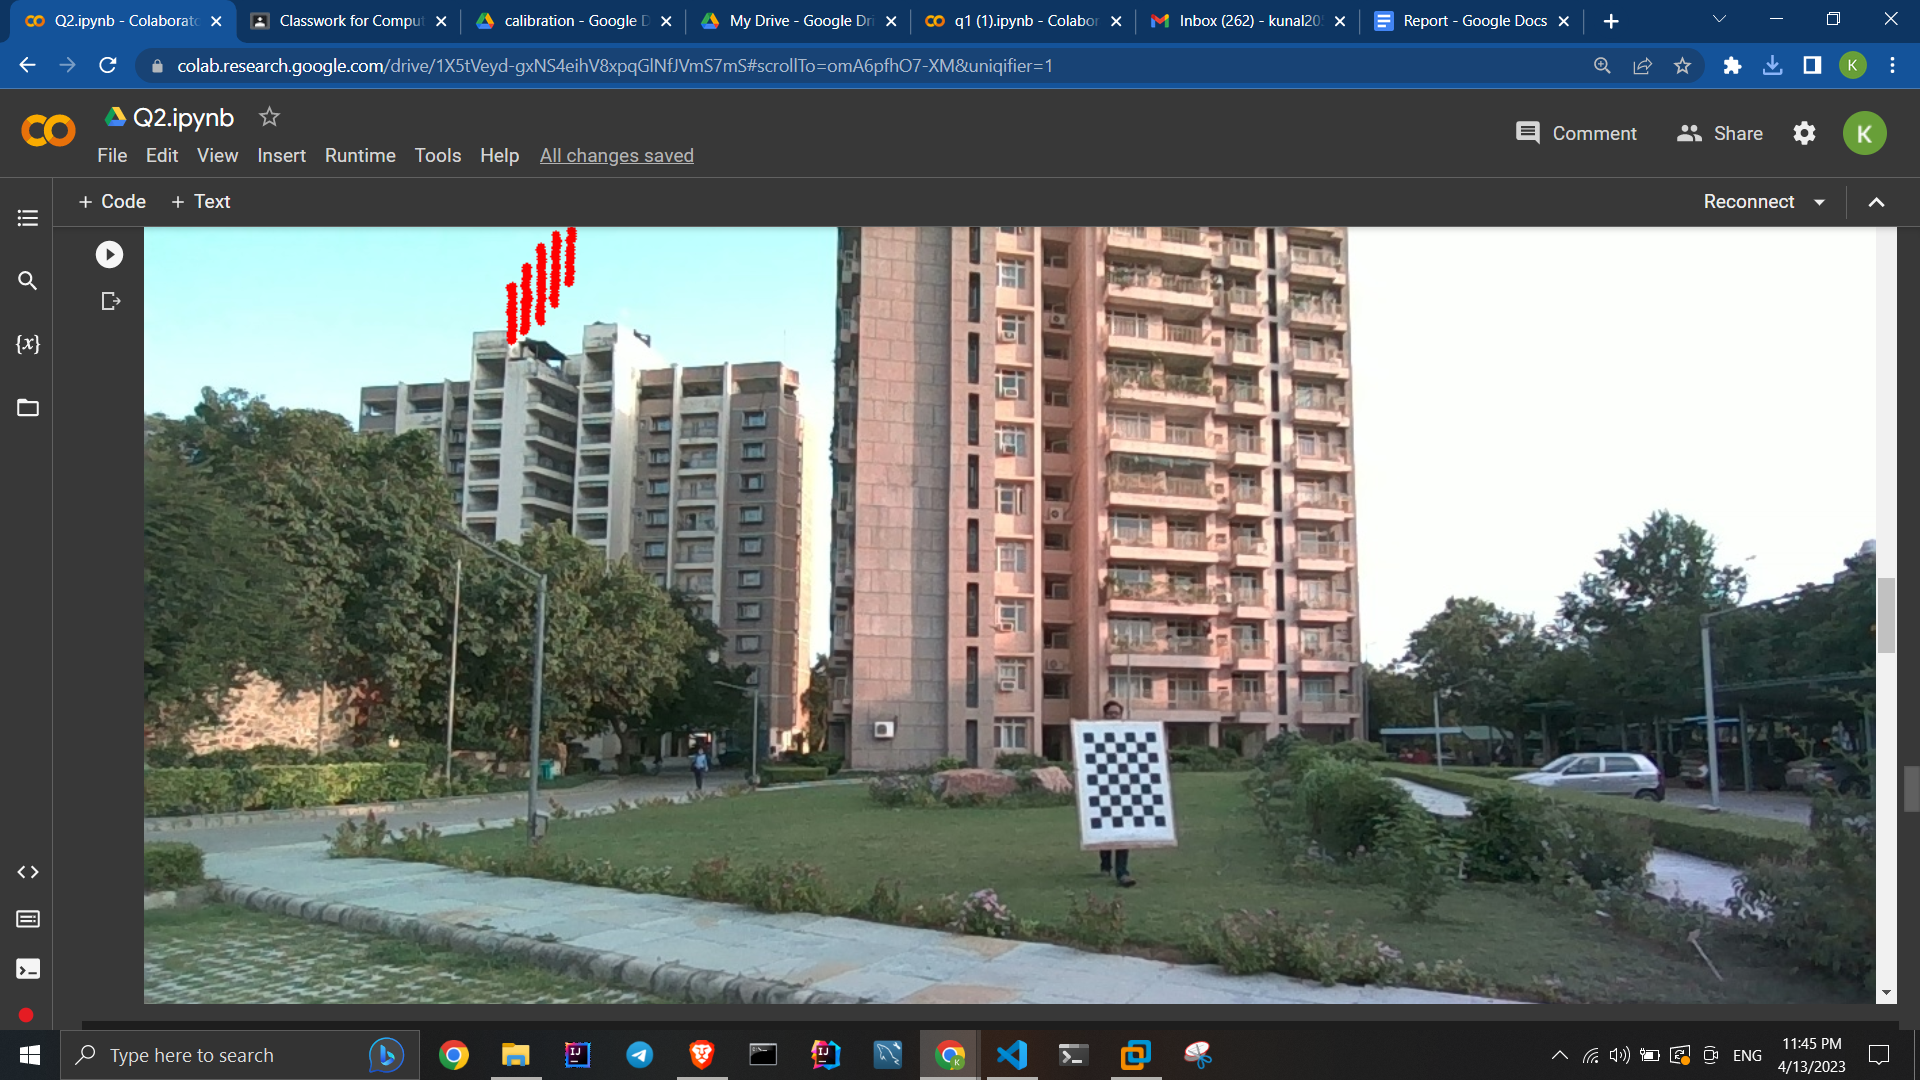 Q2.ipynb - Colaborato
Classwork for Comput
calibration - Google D
My Drive - Google Dri
q1 (1).ipynb - Colabor
Inbox (262) - kunal205
Report - Google Docs
colab.research.google.com/drive/1X5tVeyd-gxNS4eihV8xpqGlNfJVmS7mS#scrollTo=omA6pfhO7-XM&uniqifier=1
K
Q2.ipynb
File Edit View Insert Runtime Tools Help All changes saved
Comment
Share
K
+ Code + Text
Reconnect
{x}
Type here to search
ENG
11:45 PM
4/13/2023